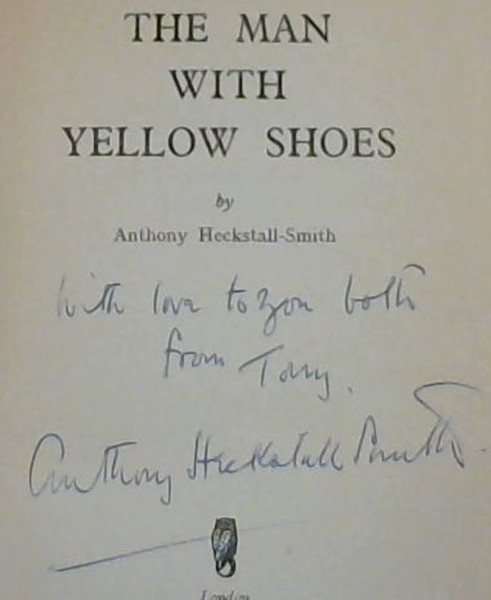 THE MAN
WITH
YELLOW SHOES
by
Anthony Heckstall-Smith
With love to you both
from Tony.
Anthony Heckstall Smith.
London